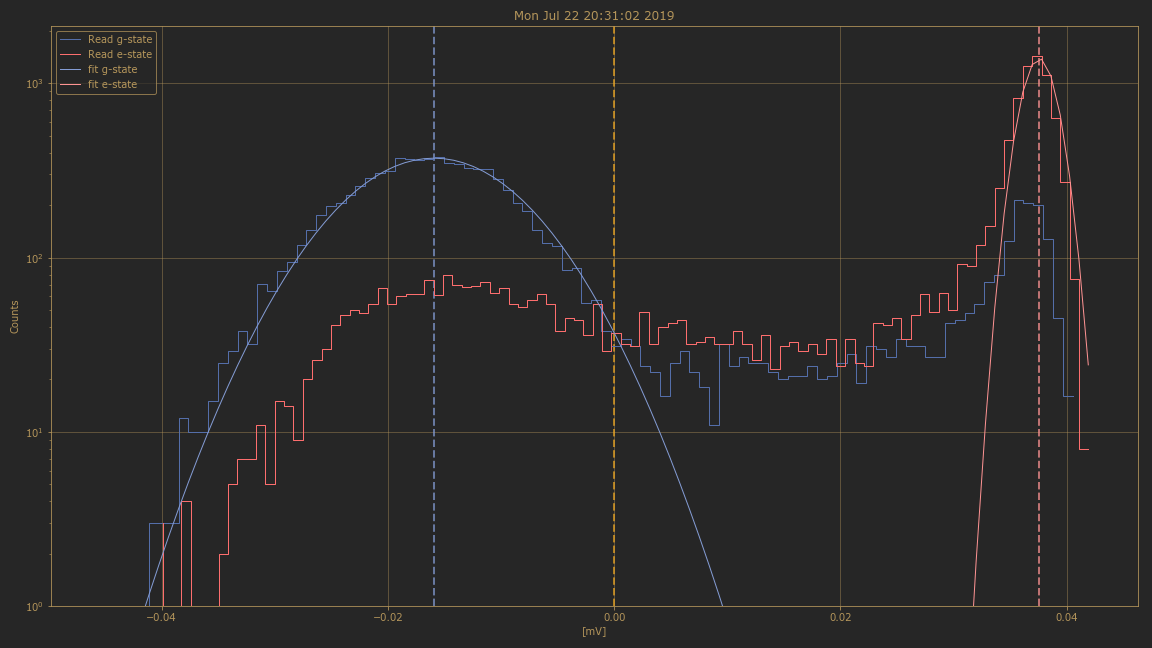 Mon Jul 22 20:31:02 2019
Read g-state
Read e-state
fit g-state
fit e-state
10³
10²
10¹
10⁰
Counts
−0.04 −0.02 0.00 0.02 0.04
[mV]